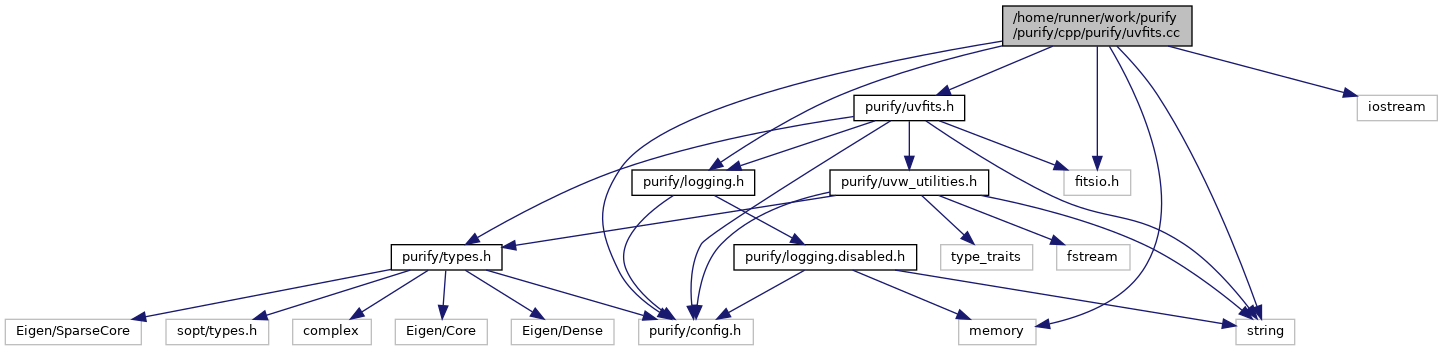 /home/runner/work/purify
/purify/cpp/purify/uvfits.cc
purify/uvfits.h
iostream
purify/logging.h
purify/uvw_utilities.h
fitsio.h
purify/types.h
purify/logging.disabled.h
type_traits
fstream
Eigen/SparseCore
sopt/types.h
complex
Eigen/Core
Eigen/Dense
purify/config.h
memory
string